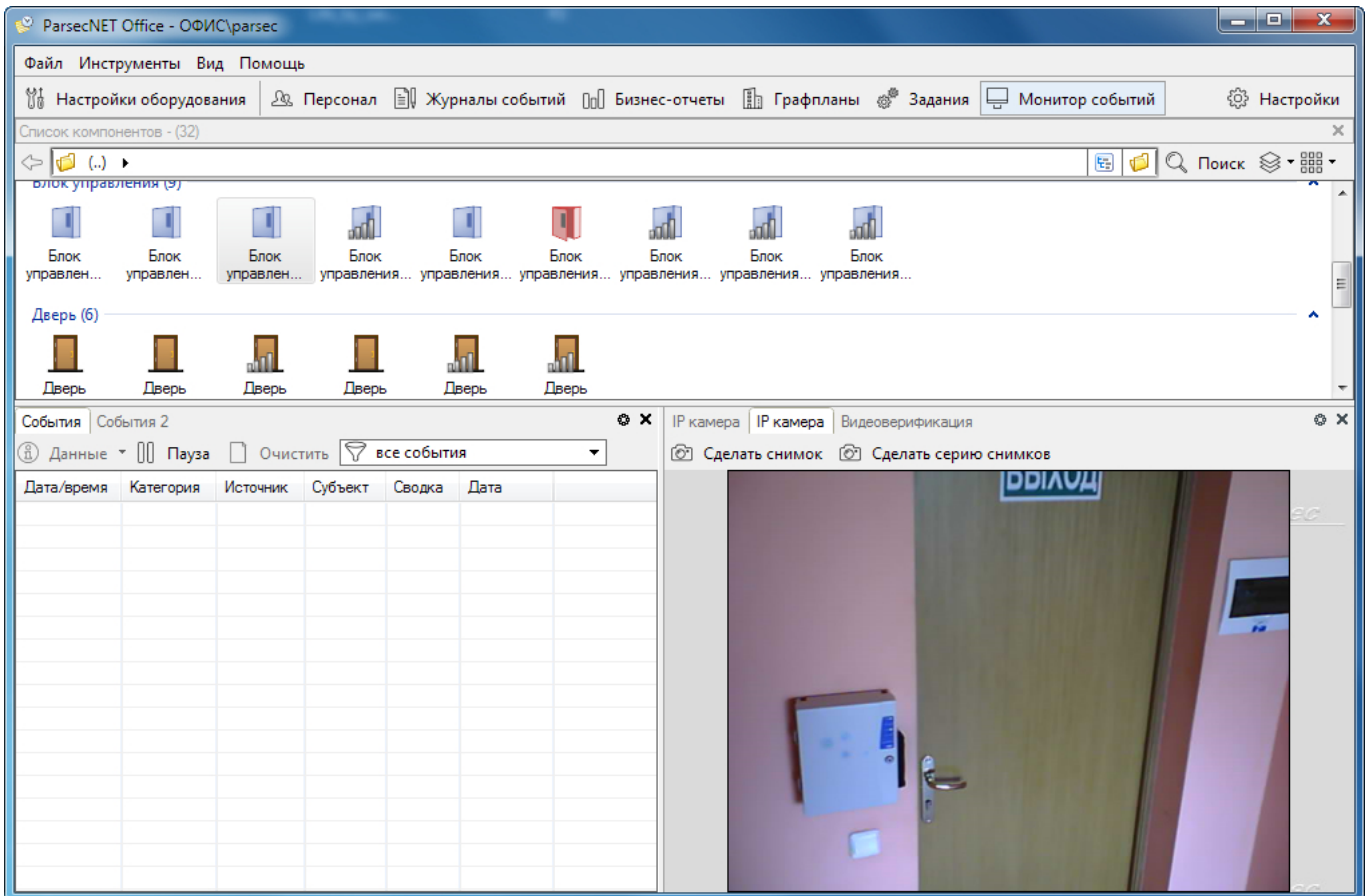 ParsecNET Office - ОФИС\parsec
Файл Инструменты Вид Помощь
Настройки оборудования Персонал Журналы событий Бизнес-отчеты Графпланы Задания Монитор событий Настройки
Список компонентов - (32)
(..) Поиск
Блок управления (9)
Блок Блок Блок Блок Блок Блок Блок Блок Блок
управлен... управлен... управлен... управления... управления... управления... управления... управления... управления...
Дверь (6)
Дверь Дверь Дверь Дверь Дверь Дверь
События События 2
Данные Пауза Очистить все события
Дата/время Категория Источник Субъект Сводка Дата
IP камера IP камера Видеоверификация
Сделать снимок Сделать серию снимков
ВЫХОД